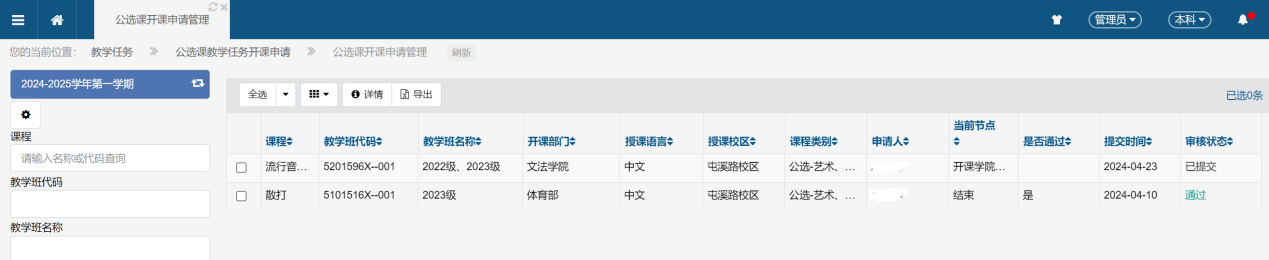 公选课开课申请管理
管理员
本科
您的当前位置： 教学任务 公选课教学任务开课申请 公选课开课申请管理 刷新
2024-2025学年第一学期
课程
请输入名称或代码查询
教学班代码
教学班名称
全选 详情 导出
已选0条
课程 教学班代码 教学班名称 开课部门 授课语言 授课校区 课程类别 申请人 当前节点 是否通过 提交时间 审核状态
流行音... 5201596X--001 2022级、2023级 文法学院 中文 屯溪路校区 公选-艺术、... 开课学院... 2024-04-23 已提交
散打 5101516X--001 2023级 体育部 中文 屯溪路校区 公选-艺术、... 结束 是 2024-04-10 通过